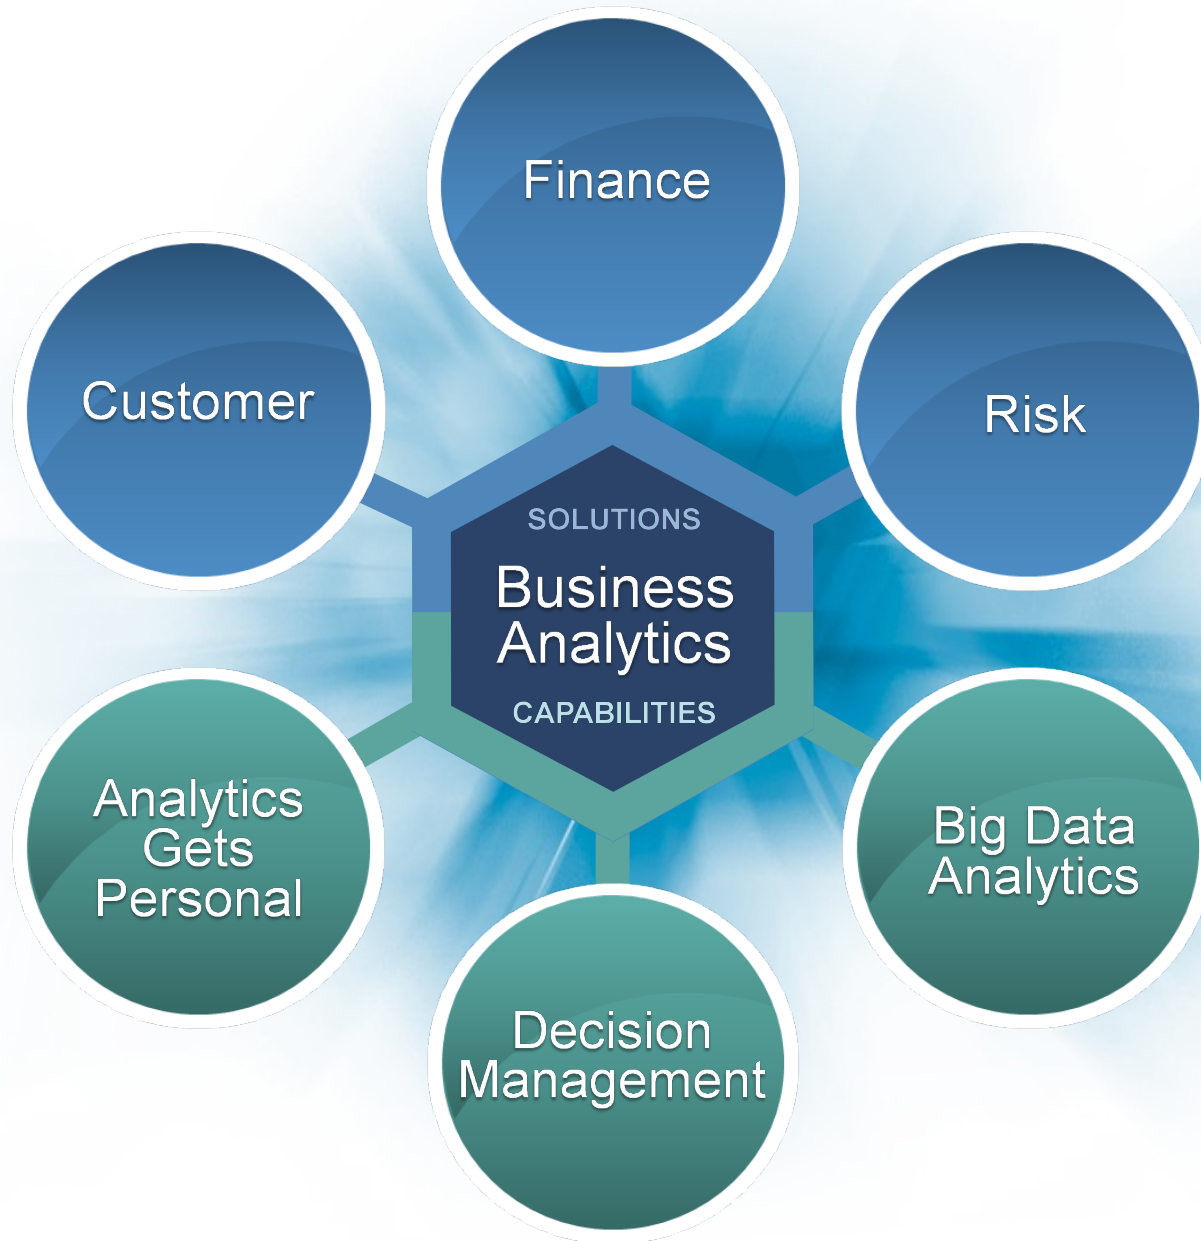 Finance
Customer
Risk
SOLUTIONS
Business
Analytics
CAPABILITIES
Analytics
Gets
Personal
Big Data
Analytics
Decision
Management